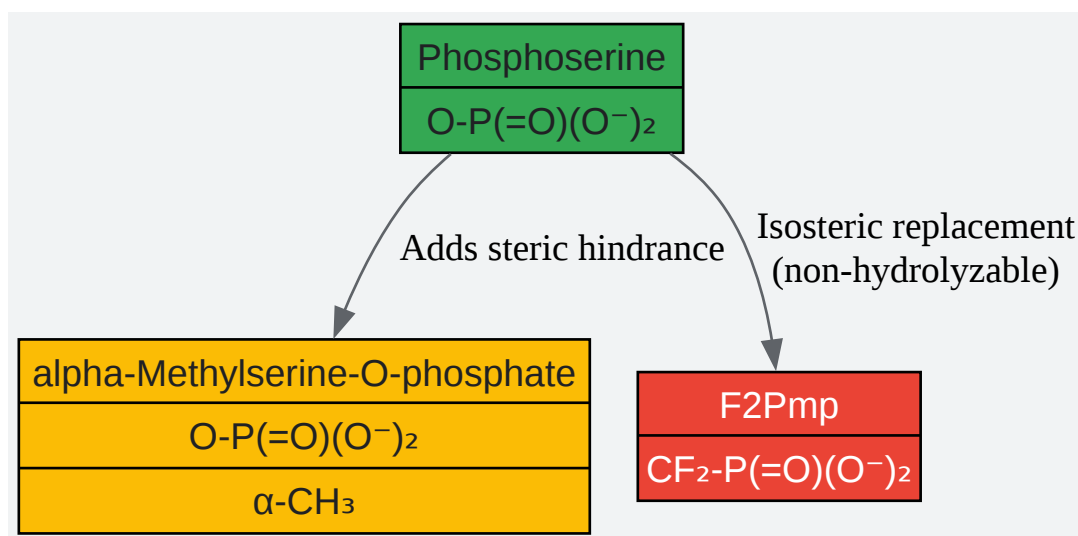 Phosphoserine
O-P(=O)(O⁻)₂
Adds steric hindrance
Isosteric replacement
(non-hydrolyzable)
alpha-Methylserine-O-phosphate
O-P(=O)(O⁻)₂
α-CH₃
F2Pmp
CF₂-P(=O)(O⁻)₂